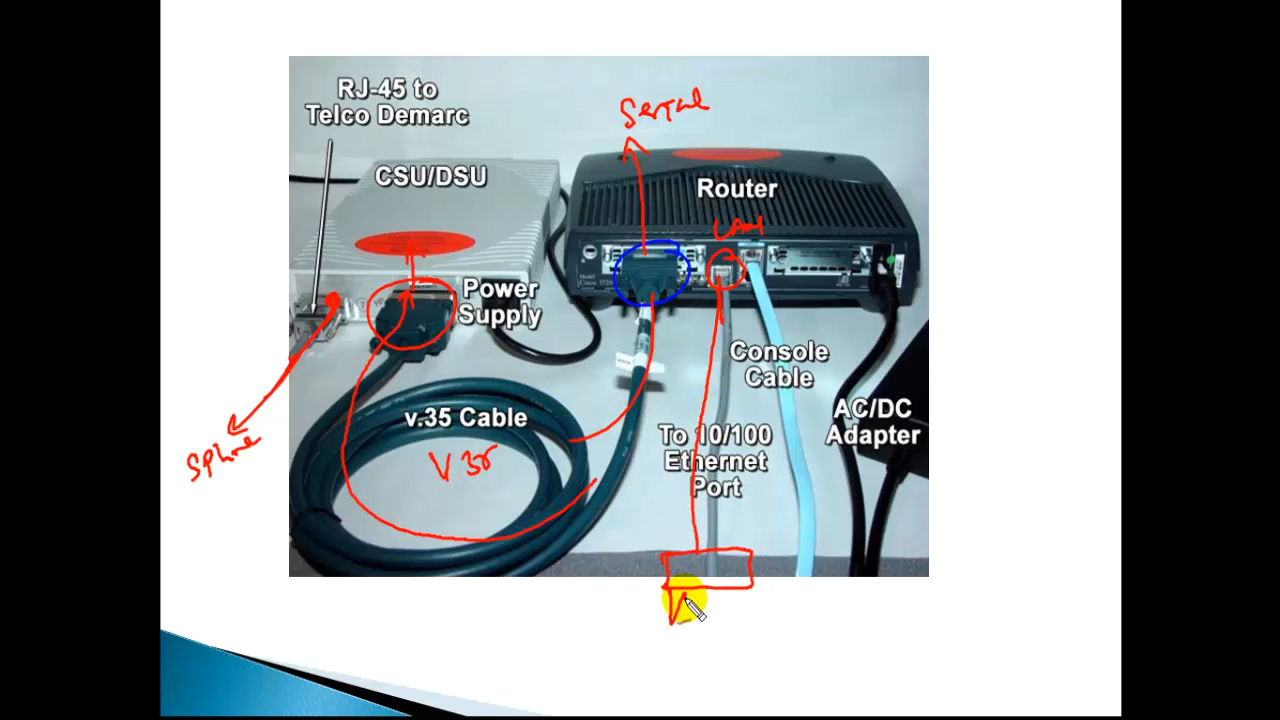 RJ-45 to
Telco Demarc
Serial
CSU/DSU
Router
LAN
Power
Supply
Console
Cable
v.35 Cable
V 35
AC/DC
Adapter
To 10/100
Ethernet
Port